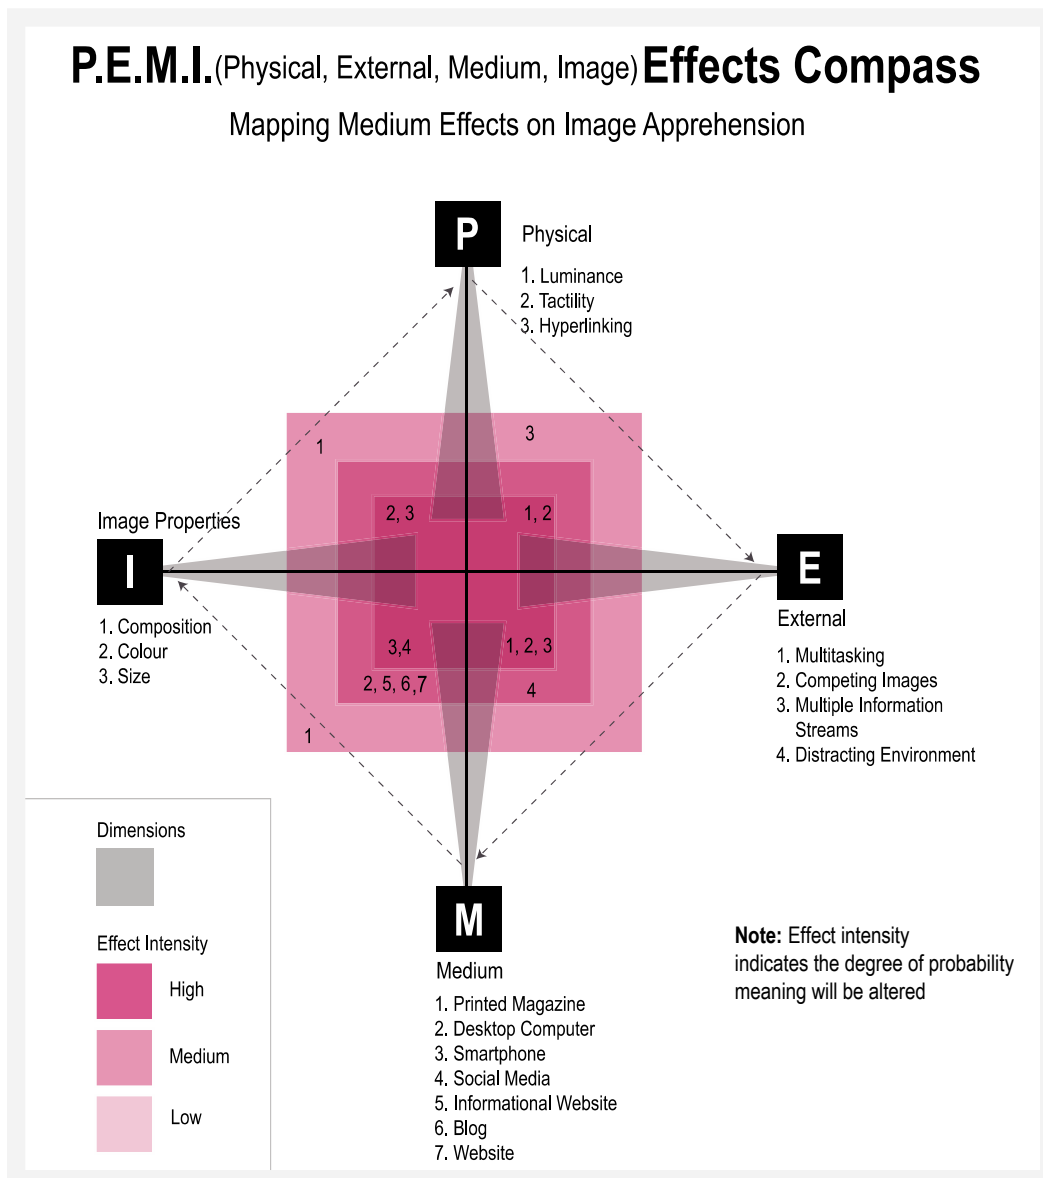 P.E.M.I.(Physical, External, Medium, Image) Effects Compass
Mapping Medium Effects on Image Apprehension
P
Physical
1. Luminance
2. Tactility
3. Hyperlinking
1
3
2, 3
1, 2
Image Properties
I
1. Composition
2. Colour
3. Size
E
External
1. Multitasking
2. Competing Images
3. Multiple Information
Streams
4. Distracting Environment
3,4
1, 2, 3
2, 5, 6,7
4
1
M
Medium
1. Printed Magazine
2. Desktop Computer
3. Smartphone
4. Social Media
5. Informational Website
6. Blog
7. Website
Dimensions
Effect Intensity
High
Medium
Low
Note: Effect intensity
indicates the degree of probability
meaning will be altered